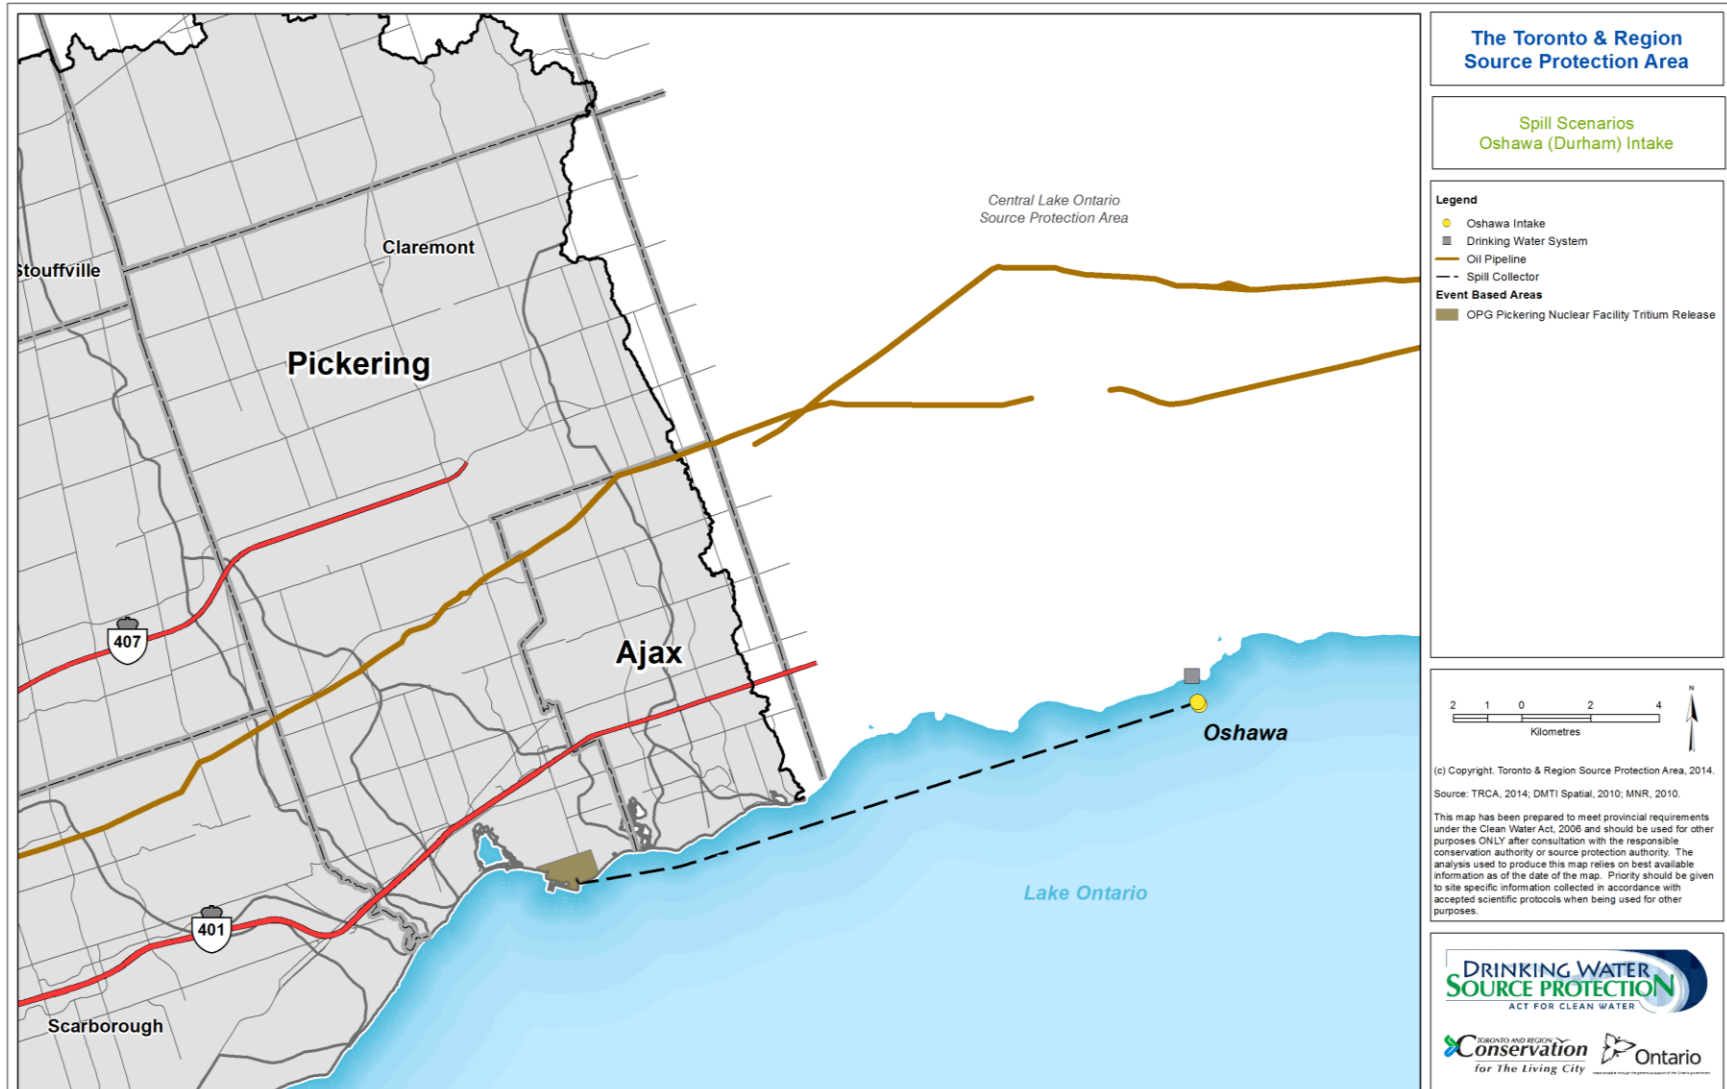 The Toronto & Region
Source Protection Area
Spill Scenarios
Oshawa (Durham) Intake
Legend
Oshawa Intake
Drinking Water System
Oil Pipeline
Spill Collector
Event Based Areas
OPG Pickering Nuclear Facility Tritium Release
Central Lake Ontario
Source Protection Area
Claremont
Stouffville
Pickering
407
Ajax
Oshawa
Lake Ontario
401
Scarborough
N
2 1 0 2 4
Kilometres
(c) Copyright. Toronto & Region Source Protection Area, 2014.
Source: TRCA, 2014; DMTI Spatial, 2010; MNR, 2010.
This map has been prepared to meet provincial requirements
under the Clean Water Act, 2006 and should be used for other
purposes ONLY after consultation with the responsible
conservation authority or source protection authority. The
analysis used to produce this map relies on best available
information as of the date of the map. Priority should be given
to site specific information collected in accordance with
accepted scientific protocols when being used for other
purposes.
DRINKING WATER
SOURCE PROTECTION
ACT FOR CLEAN WATER
TORONTO AND REGION
Conservation
for The Living City
Ontario